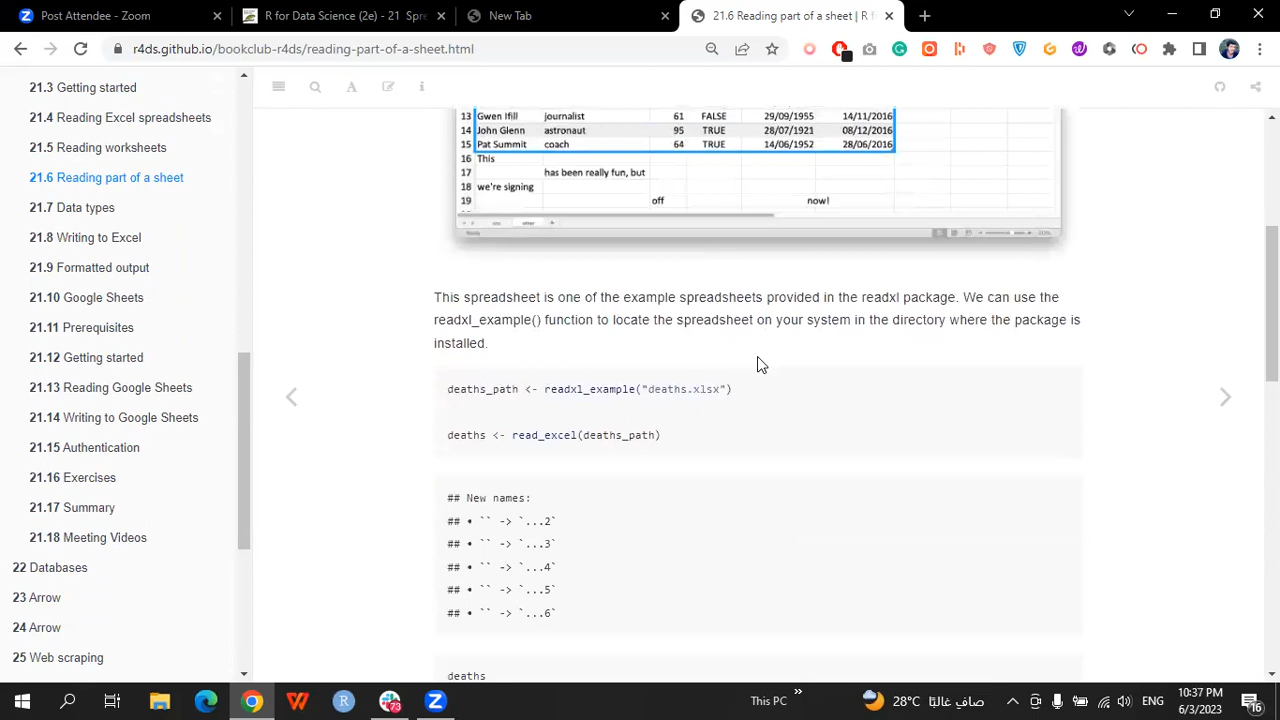 Post Attendee - Zoom
R for Data Science (2e) - 21 Spre
New Tab
21.6 Reading part of a sheet | R f
r4ds.github.io/bookclub-r4ds/reading-part-of-a-sheet.html
21.3 Getting started
21.4 Reading Excel spreadsheets
21.5 Reading worksheets
21.6 Reading part of a sheet
21.7 Data types
21.8 Writing to Excel
21.9 Formatted output
21.10 Google Sheets
21.11 Prerequisites
21.12 Getting started
21.13 Reading Google Sheets
21.14 Writing to Google Sheets
21.15 Authentication
21.16 Exercises
21.17 Summary
21.18 Meeting Videos
22 Databases
23 Arrow
24 Arrow
25 Web scraping
13 Gwen Ifill journalist 61 FALSE 29/09/1955 14/11/2016
14 John Glenn astronaut 95 TRUE 28/07/1921 08/12/2016
15 Pat Summit coach 64 TRUE 14/06/1952 28/06/2016
16 This
17 has been really fun, but
18 we're signing
19 off now!
This spreadsheet is one of the example spreadsheets provided in the readxl package. We can use the
readxl_example() function to locate the spreadsheet on your system in the directory where the package is
installed.
deaths_path <- readxl_example("deaths.xlsx")
deaths <- read_excel(deaths_path)
## New names:
## • `` -> `...2`
## • `` -> `...3`
## • `` -> `...4`
## • `` -> `...5`
## • `` -> `...6`
deaths
73
This PC
28°C صافٍ غالبًا
ENG
10:37 PM
6/3/2023
16